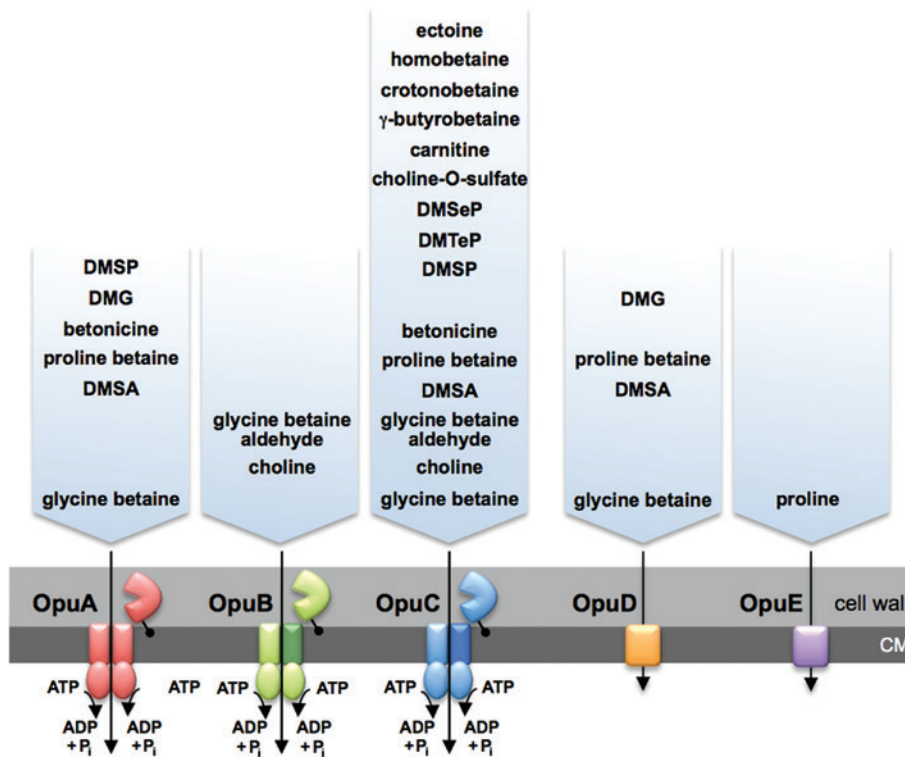 ectoine
homobetaine
crotonobetaine
γ-butyrobetaine
carnitine
choline-O-sulfate
DMSeP
DMTeP
DMSP
betonicine
proline betaine
DMSA
glycine betaine
aldehyde
choline
glycine betaine
DMSP
DMG
betonicine
proline betaine
DMSA
glycine betaine
glycine betaine
aldehyde
choline
DMG
proline betaine
DMSA
glycine betaine
proline
OpuA
OpuB
OpuC
OpuD
OpuE
cell wall
CM
ATP
ATP
ATP
ATP
ATP
ATP
ADP
+ Pi
ADP
+ Pi
ADP
+ Pi
ADP
+ Pi
ADP
+ Pi
ADP
+ Pi